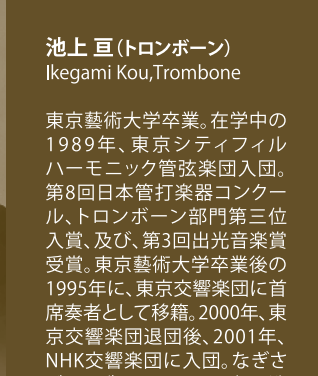 池上 亘（トロンボーン）
Ikegami Kou,Trombone
東京藝術大学卒業。在学中の
1989年、東京シティフィル
ハーモニック管弦楽団入団。
第8回日本管打楽器コンクー
ル、トロンボーン部門第三位
入賞、及び、第3回出光音楽賞
受賞。東京藝術大学卒業後の
1995年に、東京交響楽団に首
席奏者として移籍。2000年、東
京交響楽団退団後、2001年、
NHK交響楽団に入団。なぎさ